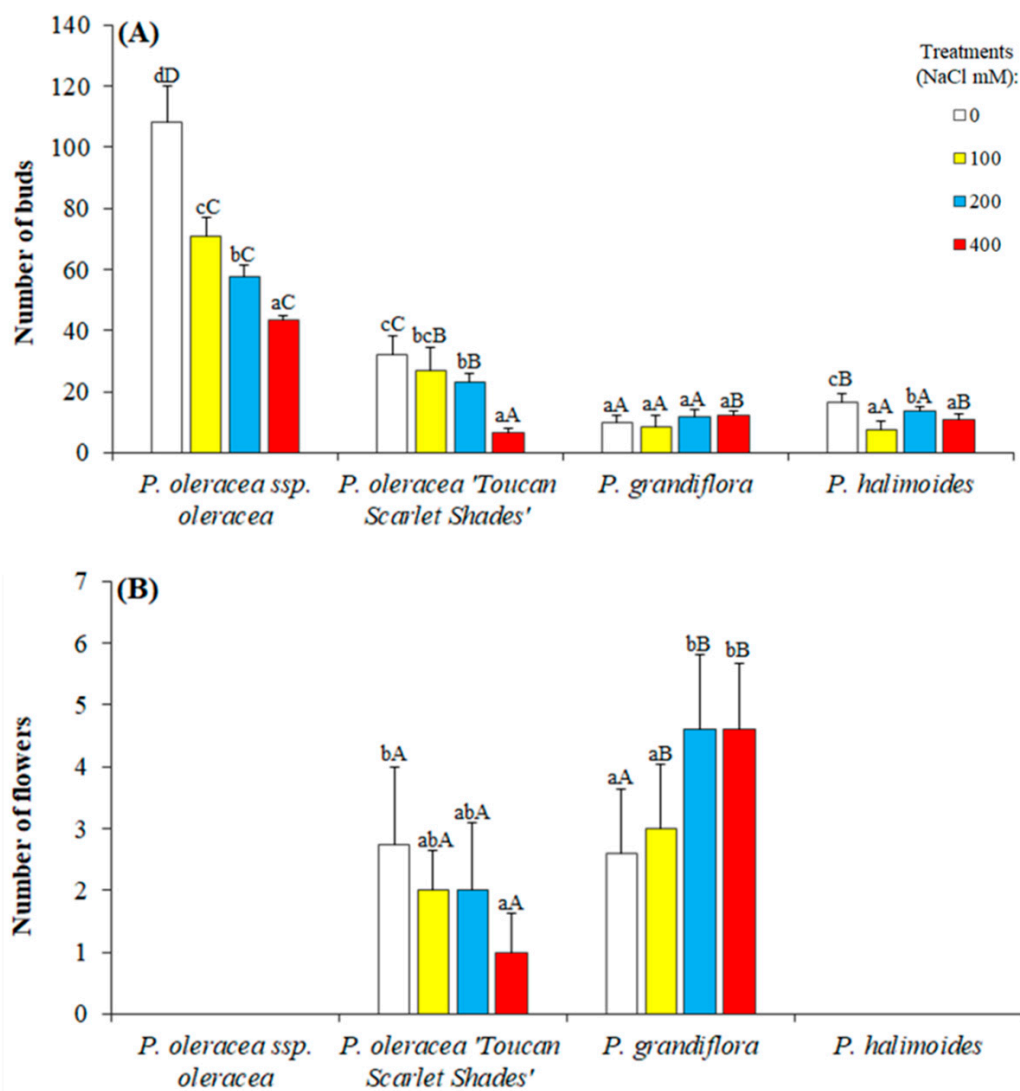 (A)
140
120
100
80
60
40
20
0
Number of buds
Treatments
(NaCl mM):
0
100
200
400
dD
cC
bC
aC
cC
bcB
bB
aA
aA
aA
aA
aB
cB
aA
bA
aB
P. oleracea ssp.
oleracea
P. oleracea 'Toucan
Scarlet Shades'
P. grandiflora
P. halimoides
(B)
7
6
5
4
3
2
1
0
Number of flowers
bA
abA
abA
aA
aA
aB
bB
bB
P. oleracea ssp.
oleracea
P. oleracea 'Toucan
Scarlet Shades'
P. grandiflora
P. halimoides